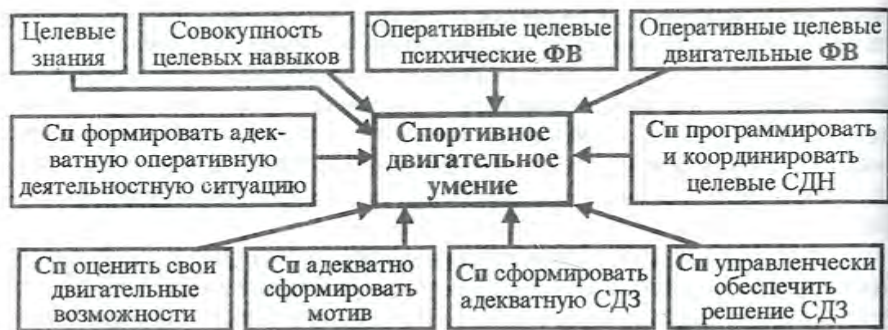 Целевые
знания
Совокупность
целевых навыков
Оперативные целевые
психические ФВ
Оперативные целевые
двигательные ФВ
Сп формировать адек-
ватную оперативную
деятельностную ситуацию
Спортивное
двигательное
умение
Сп программировать
и координировать
целевые СДН
Сп оценить свои
двигательные
возможности
Сп адекватно
сформировать
мотив
Сп сформировать
адекватную СДЗ
Сп управленчески
обеспечить
решение СДЗ